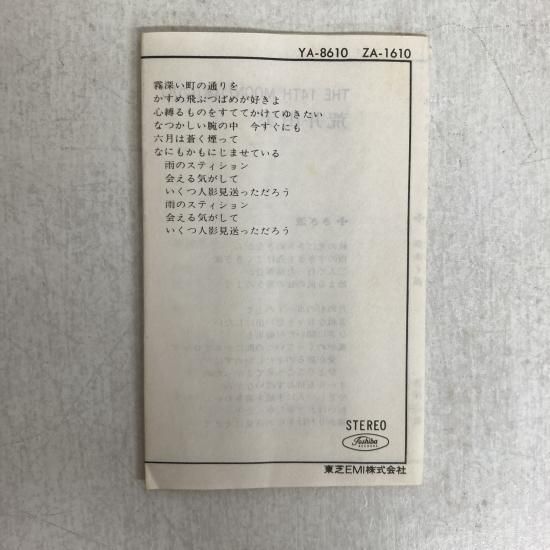 YA-8610 ZA-1610
霧深い町の通りを
かすめ飛ぶつばめが好きよ
心縛るものをすててかけてゆきたい
なつかしい腕の中 今すぐにも
六月は蒼く煙って
なにもかもにじませている
雨のスティション
会える気がして
いくつ人影見送っただろう
雨のスティション
会える気がして
いくつ人影見送っただろう
STEREO
Toshiba
RECORDS
東芝EMI株式会社